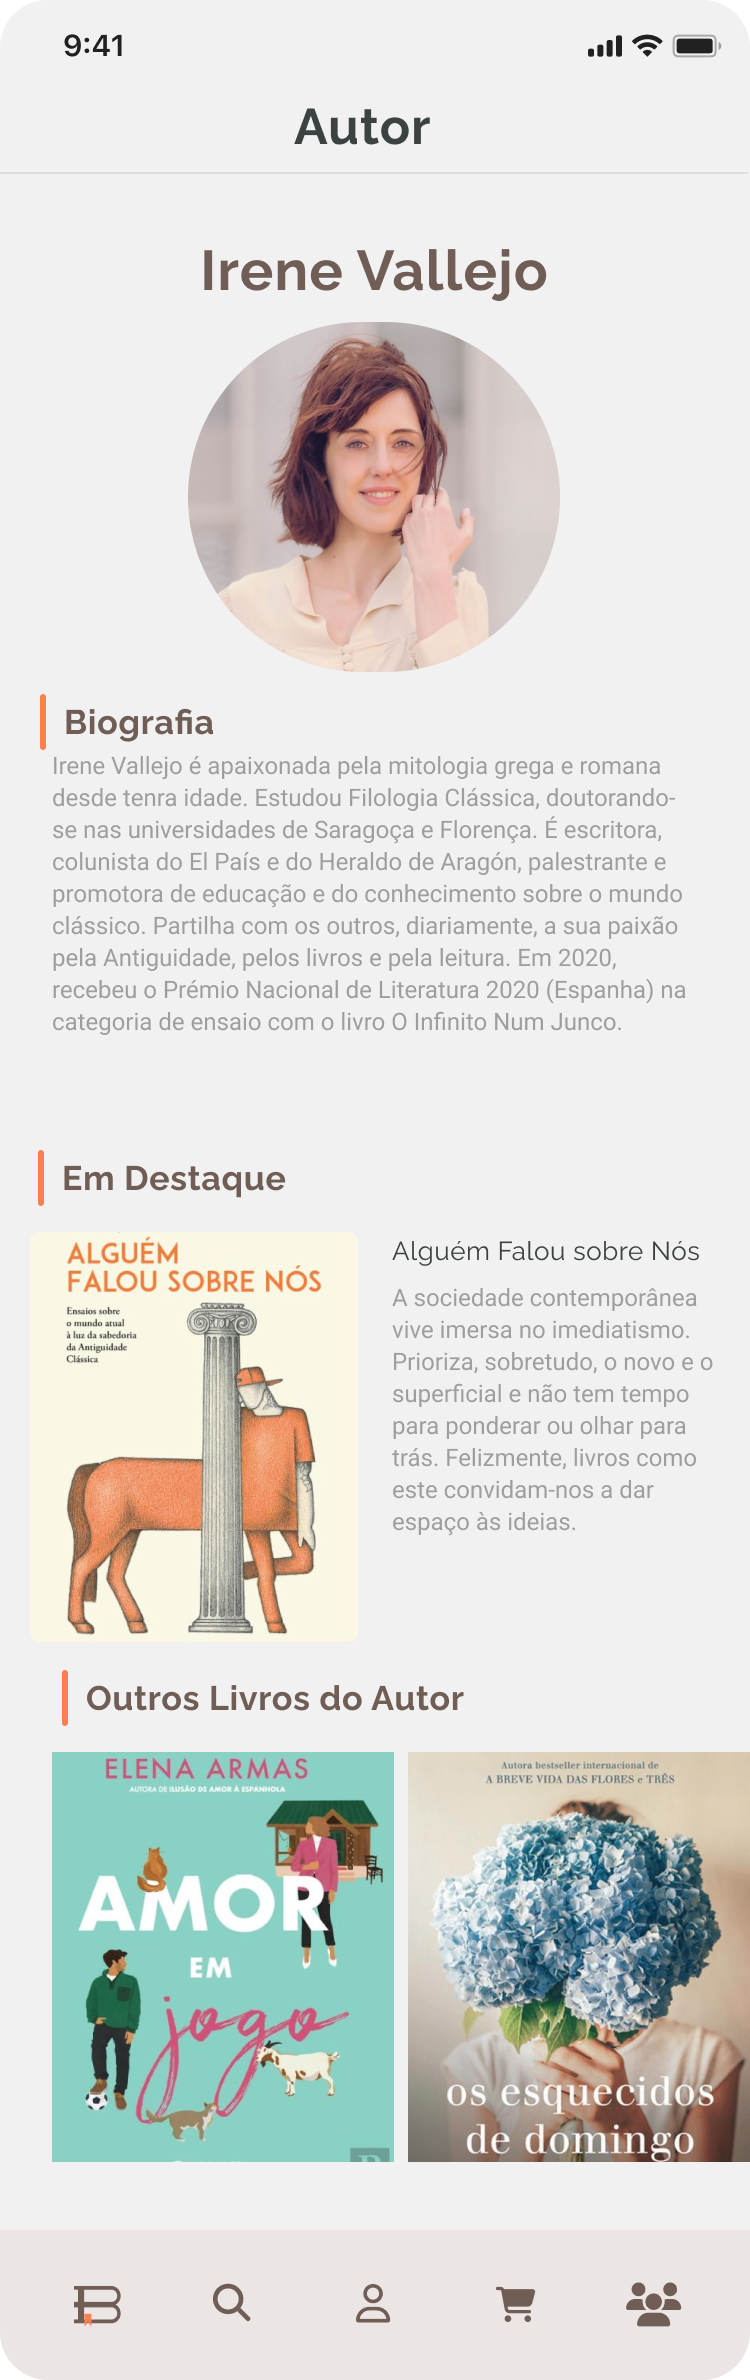 9:41
Autor
Irene Vallejo
Biografia
Irene Vallejo é apaixonada pela mitologia grega e romana
desde tenra idade. Estudou Filologia Clássica, doutorando-
se nas universidades de Saragoça e Florença. É escritora,
colunista do El País e do Heraldo de Aragón, palestrante e
promotora de educação e do conhecimento sobre o mundo
clássico. Partilha com os outros, diariamente, a sua paixão
pela Antiguidade, pelos livros e pela leitura. Em 2020,
recebeu o Prémio Nacional de Literatura 2020 (Espanha) na
categoria de ensaio com o livro O Infinito Num Junco.
Em Destaque
ALGUÉM
FALOU SOBRE NÓS
Ensaios sobre
o mundo atual
à luz da sabedoria
da Antiguidade
Clássica
Alguém Falou sobre Nós
A sociedade contemporânea
vive imersa no imediatismo.
Prioriza, sobretudo, o novo e o
superficial e não tem tempo
para ponderar ou olhar para
trás. Felizmente, livros como
este convidam-nos a dar
espaço às ideias.
Outros Livros do Autor
ELENA ARMAS
AUTORA DE ILUSÃO DE AMOR À ESPANHOLA
AMOR
EM
jogo
Autora bestseller internacional de
A BREVE VIDA DAS FLORES e TRÊS
os esquecidos
de domingo